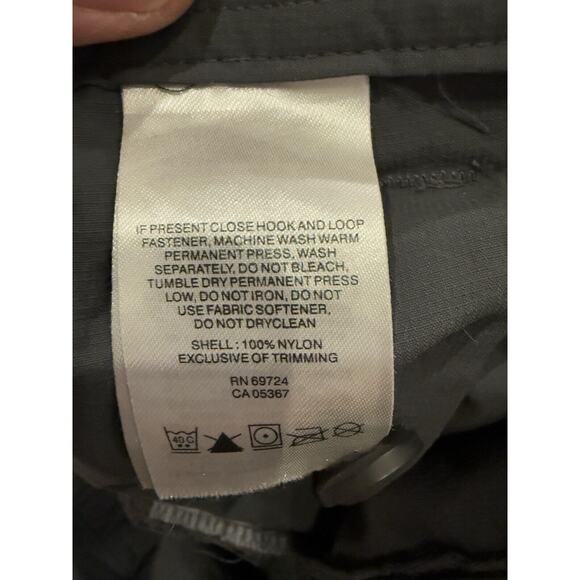 IF PRESENT CLOSE HOOK AND LOOP
FASTENER, MACHINE WASH WARM
PERMANENT PRESS, WASH
SEPARATELY, DO NOT BLEACH,
TUMBLE DRY PERMANENT PRESS
LOW, DO NOT IRON, DO NOT
USE FABRIC SOFTENER,
DO NOT DRYCLEAN
SHELL : 100% NYLON
EXCLUSIVE OF TRIMMING
RN 69724
CA 05367
40 C